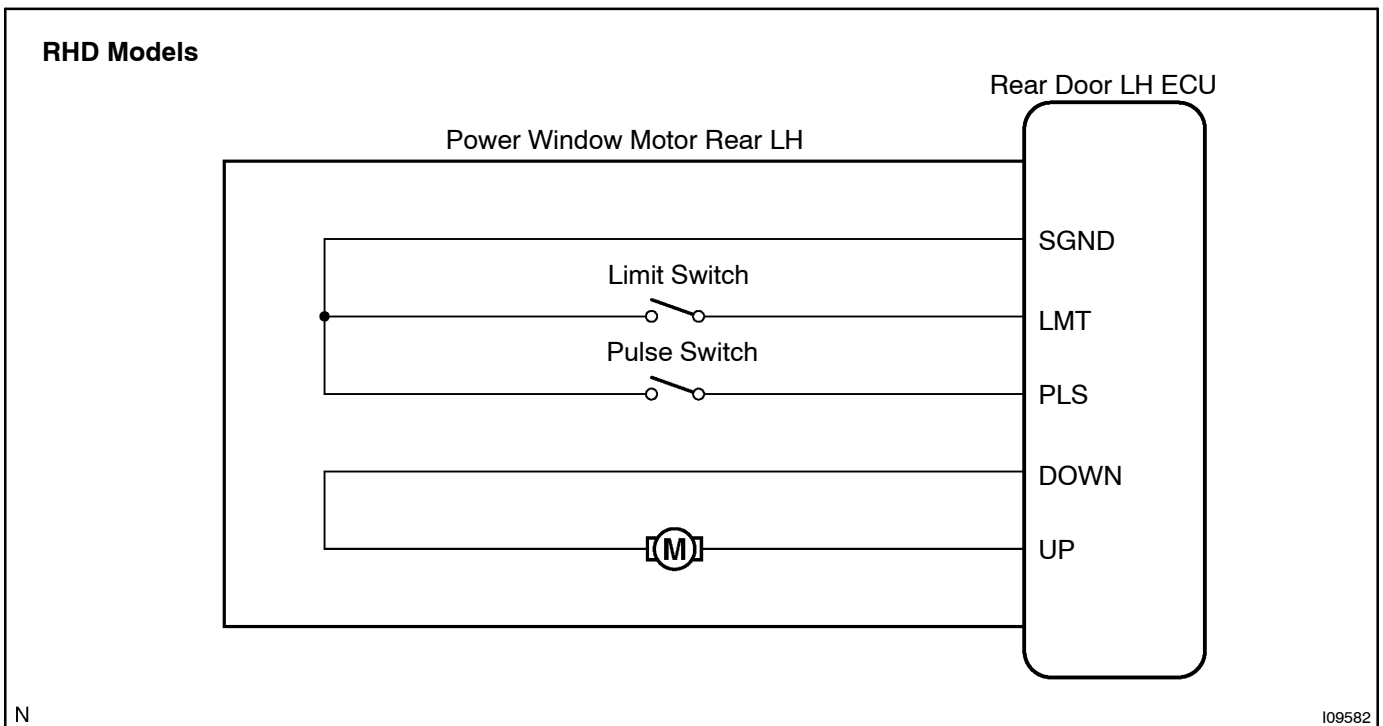 RHD Models
Rear Door LH ECU
Power Window Motor Rear LH
SGND
Limit Switch
LMT
Pulse Switch
PLS
DOWN
M
UP
N
I09582